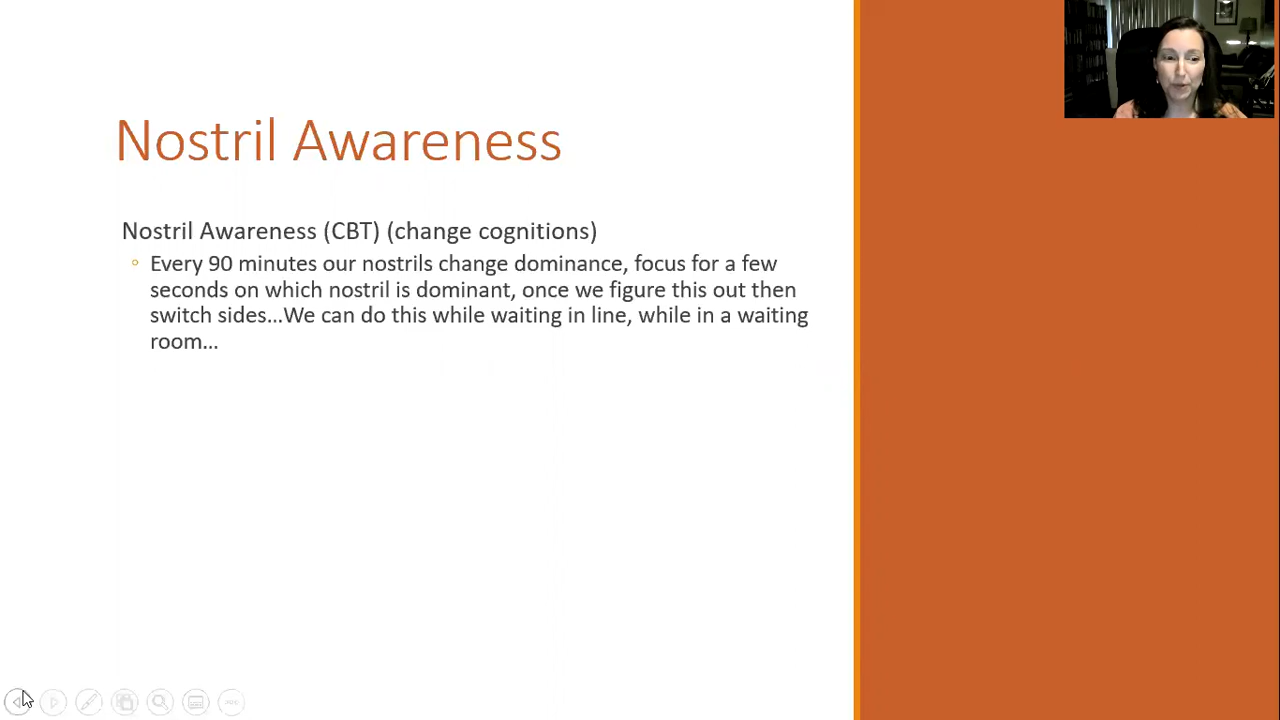 Nostril Awareness
Nostril Awareness (CBT) (change cognitions)
Every 90 minutes our nostrils change dominance, focus for a few
seconds on which nostril is dominant, once we figure this out then
switch sides…We can do this while waiting in line, while in a waiting
room…